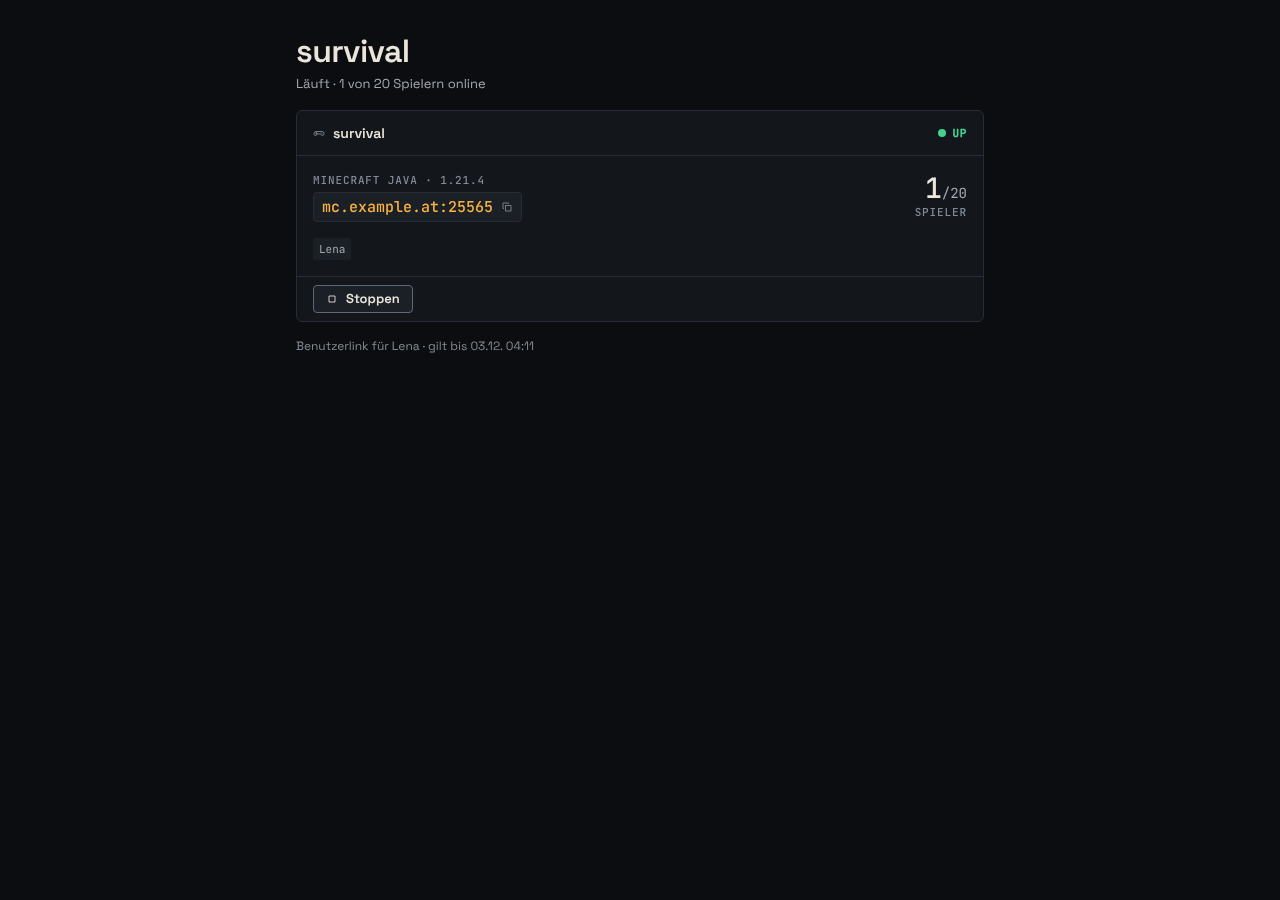 survival
Läuft · 1 von 20 Spielern online
survival
UP
MINECRAFT JAVA · 1.21.4
mc.example.at:25565
1/20
SPIELER
Lena
Stoppen
Benutzerlink für Lena · gilt bis 03.12. 04:11